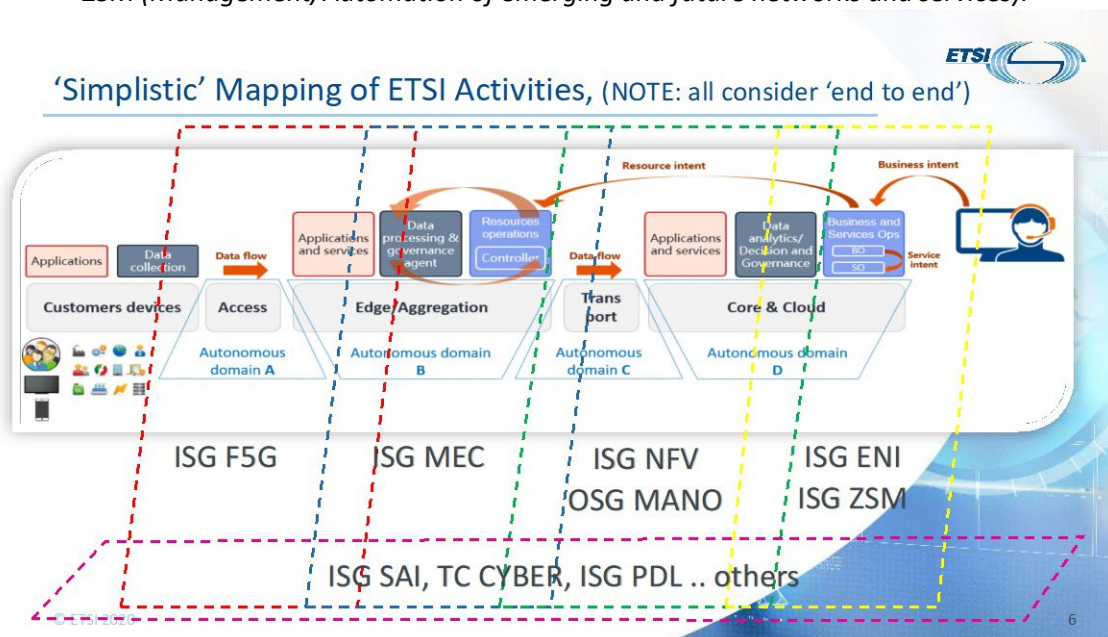 ZSM (Management/Automation of emerging and future networks and services).
ETSI
‘Simplistic’ Mapping of ETSI Activities, (NOTE: all consider ‘end to end’)
Resource intent
Business intent
Applications
Data
collection
Data flow
Applications
and services
Data
processing &
governance
agent
Resources
operations
Controller
Data flow
Applications
and services
Data
analytics/
Decision and
Governance
Business and
Services Ops
BO
SO
Service
intent
Customers devices
Access
Edge/Aggregation
Trans
port
Core & Cloud
Autonomous
domain A
Autonomous domain
B
Autonomous
domain C
Autonomous domain
D
ISG F5G
ISG MEC
ISG NFV
OSG MANO
ISG ENI
ISG ZSM
ISG SAI, TC CYBER, ISG PDL .. others
© ETSI 2020
6